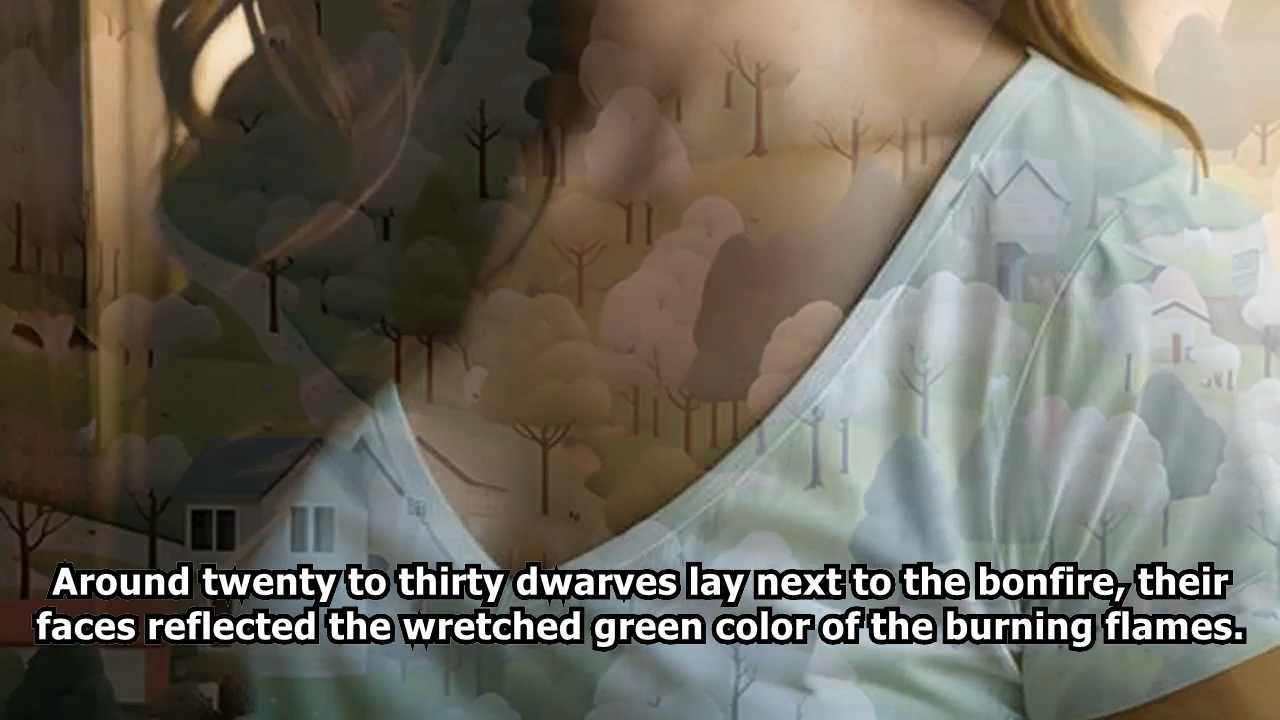 Around twenty to thirty dwarves lay next to the bonfire, their
faces reflected the wretched green color of the burning flames.